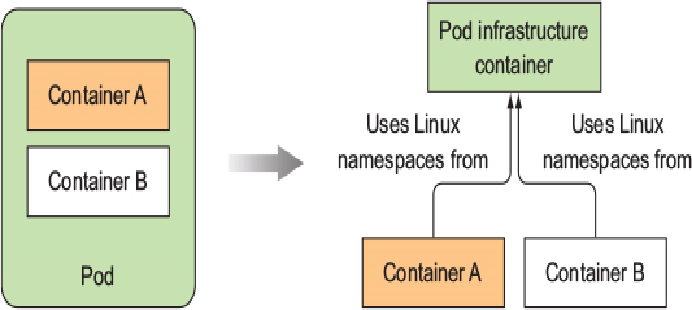 Container A
Container B
Pod
Pod infrastructure
container
Uses Linux
namespaces from
Uses Linux
namespaces from
Container A
Container B